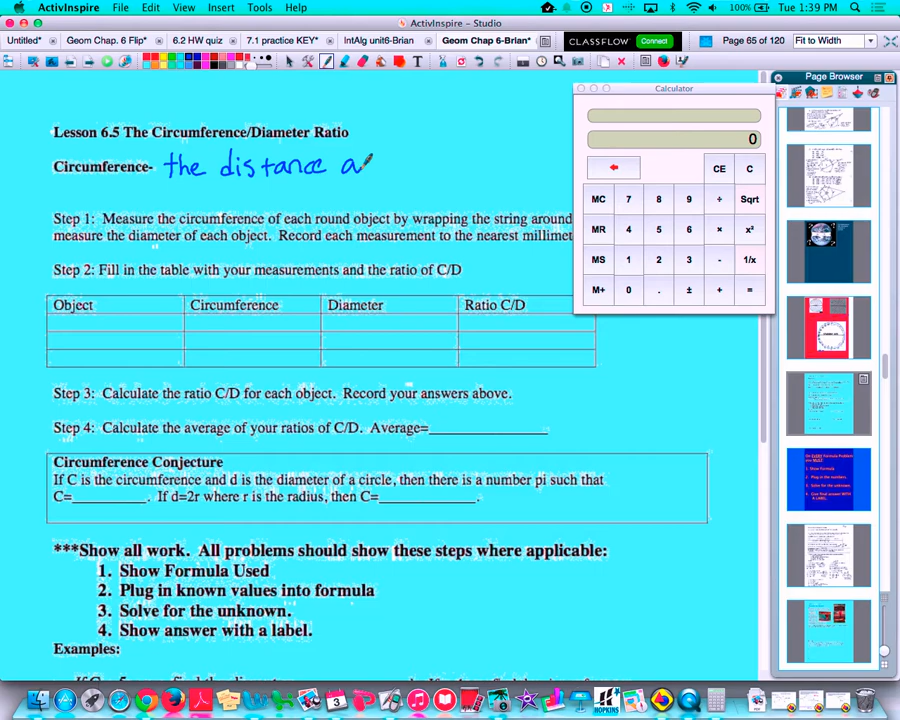 ActivInspire File Edit View Insert Tools Help 100% Tue 1:39 PM
ActivInspire - Studio
Untitled* Geom Chap. 6 Flip* 6.2 HW quiz 7.1 practice KEY* IntAlg unit6-Brian Geom Chap 6-Brian* CLASSFLOW Connect Page 65 of 120 Fit to Width
Page Browser
Calculator
0
CE C
MC 7 8 9 ÷ Sqrt
MR 4 5 6 × x²
MS 1 2 3 - 1/x
M+ 0 . ± + =
Lesson 6.5 The Circumference/Diameter Ratio
Circumference- the distance a
Step 1: Measure the circumference of each round object by wrapping the string around
measure the diameter of each object. Record each measurement to the nearest millimet
Step 2: Fill in the table with your measurements and the ratio of C/D
Object Circumference Diameter Ratio C/D
Step 3: Calculate the ratio C/D for each object. Record your answers above.
Step 4: Calculate the average of your ratios of C/D. Average=______________
Circumference Conjecture
If C is the circumference and d is the diameter of a circle, then there is a number pi such that
C=_________. If d=2r where r is the radius, then C=____________.
***Show all work. All problems should show these steps where applicable:
1. Show Formula Used
2. Plug in known values into formula
3. Solve for the unknown.
4. Show answer with a label.
Examples: